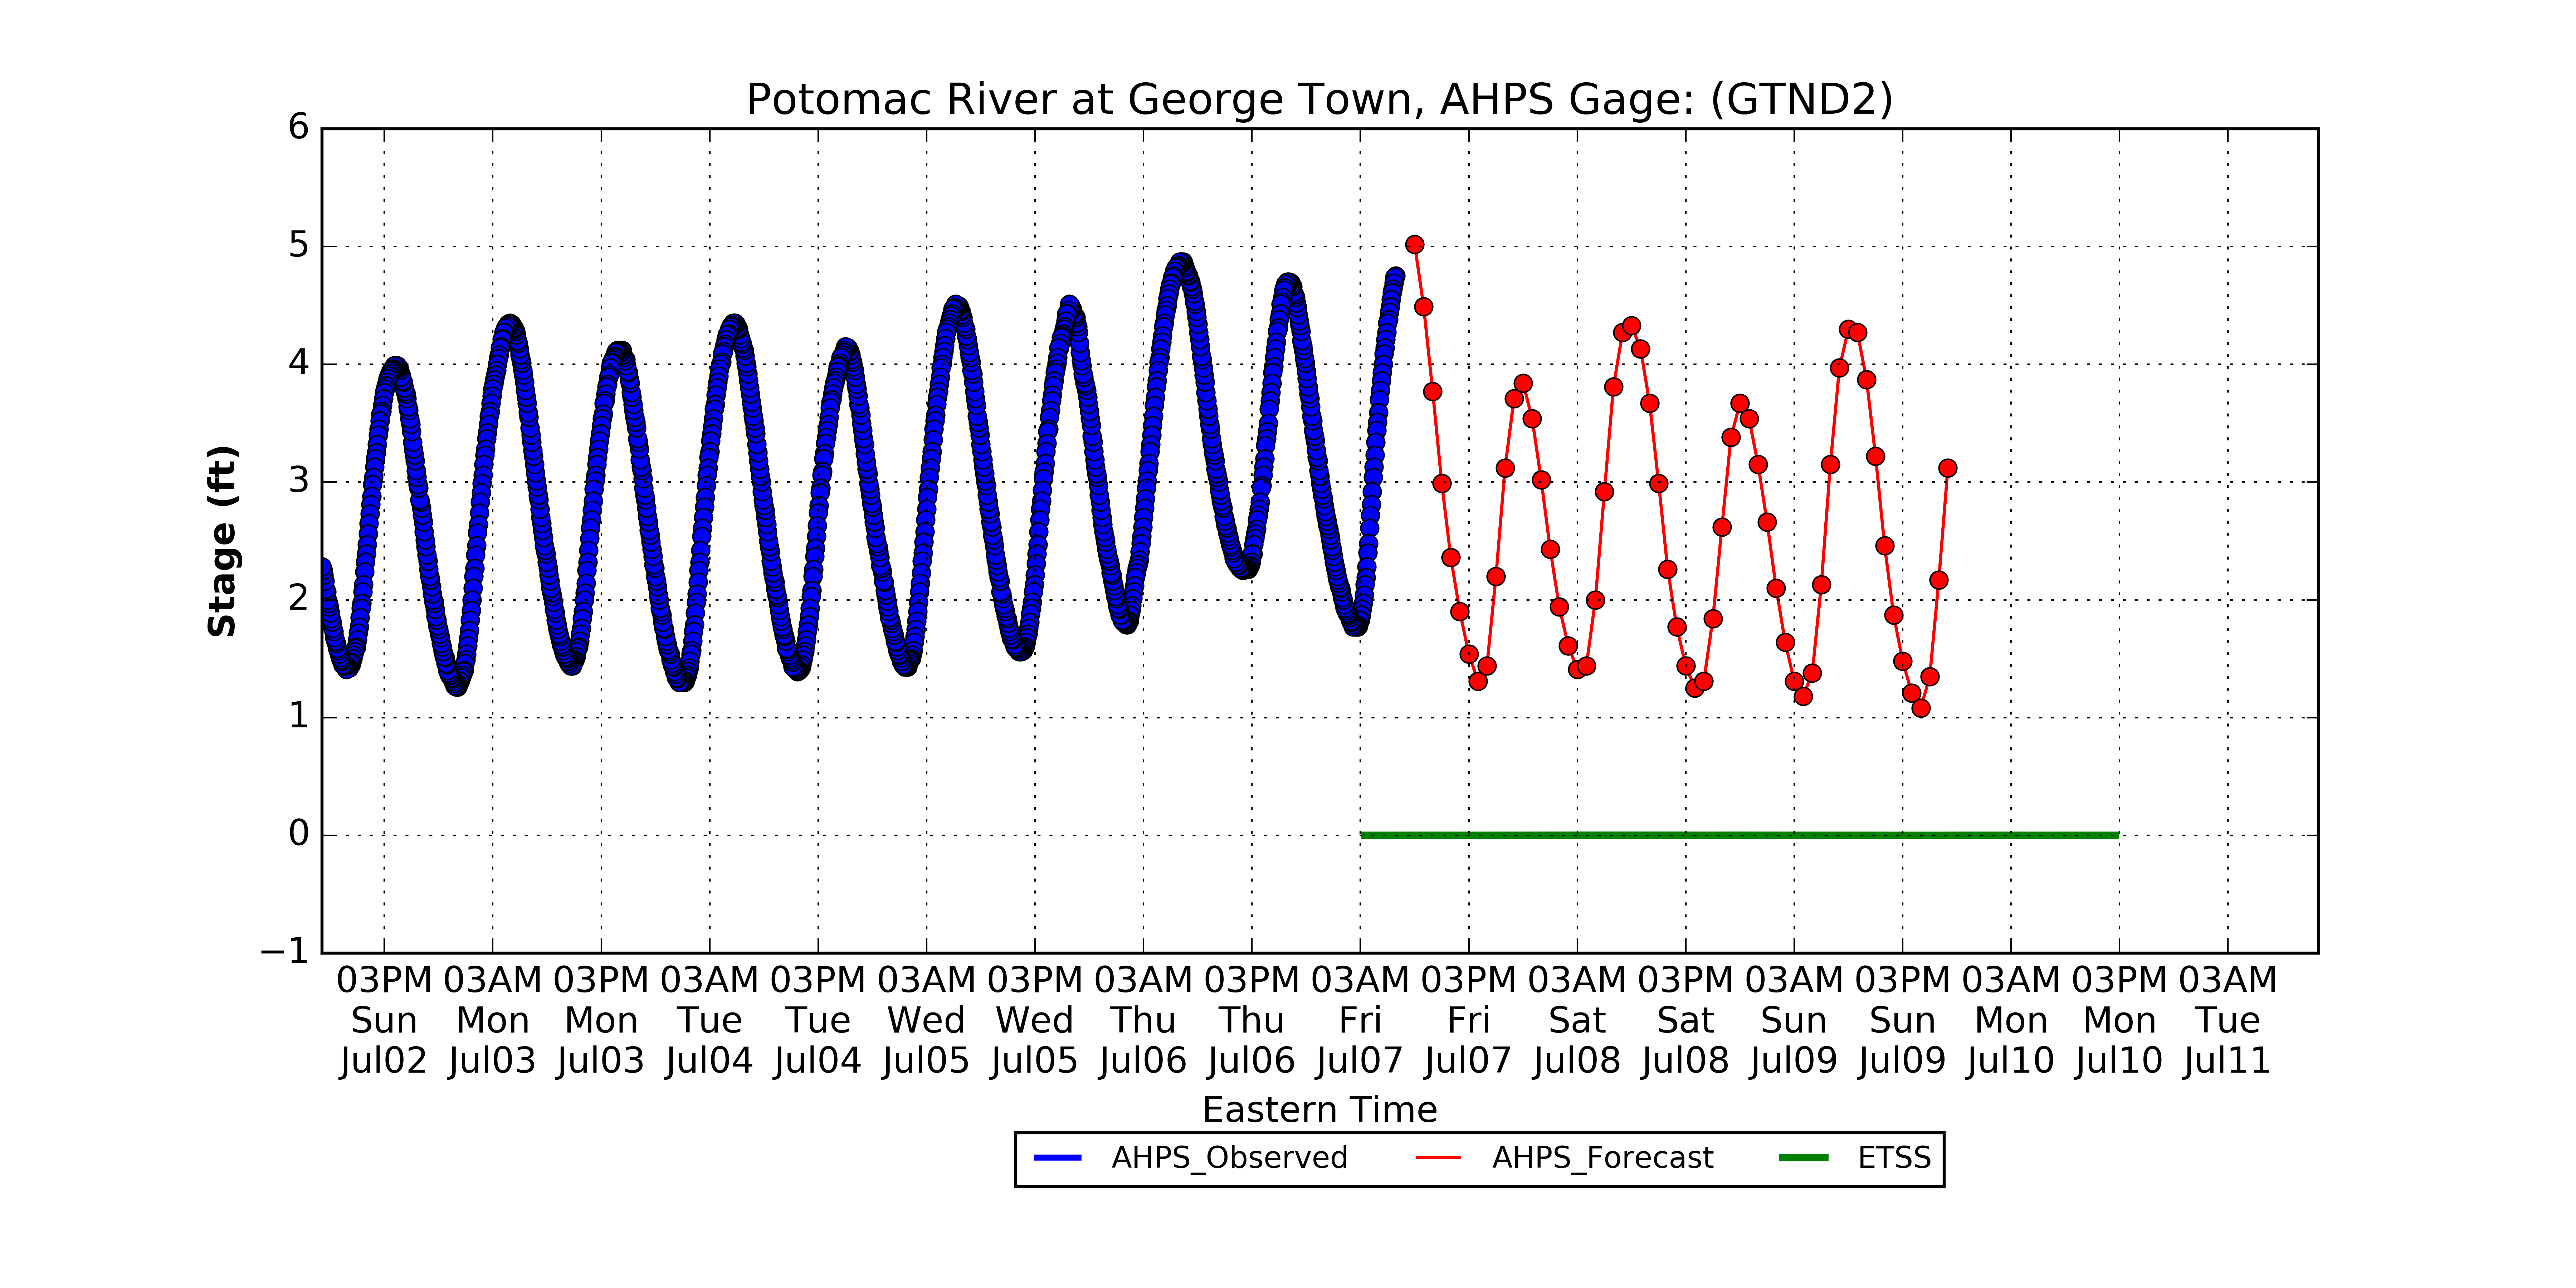 Potomac River at George Town, AHPS Gage: (GTND2)
6
5
4
3
2
1
0
−1
Stage (ft)
03PM 03AM 03PM 03AM 03PM 03AM 03PM 03AM 03PM 03AM 03PM 03AM 03PM 03AM 03PM 03AM 03PM 03AM
Sun Mon Mon Tue Tue Wed Wed Thu Thu Fri Fri Sat Sat Sun Sun Mon Mon Tue
Jul02 Jul03 Jul03 Jul04 Jul04 Jul05 Jul05 Jul06 Jul06 Jul07 Jul07 Jul08 Jul08 Jul09 Jul09 Jul10 Jul10 Jul11
Eastern Time
AHPS_Observed AHPS_Forecast ETSS